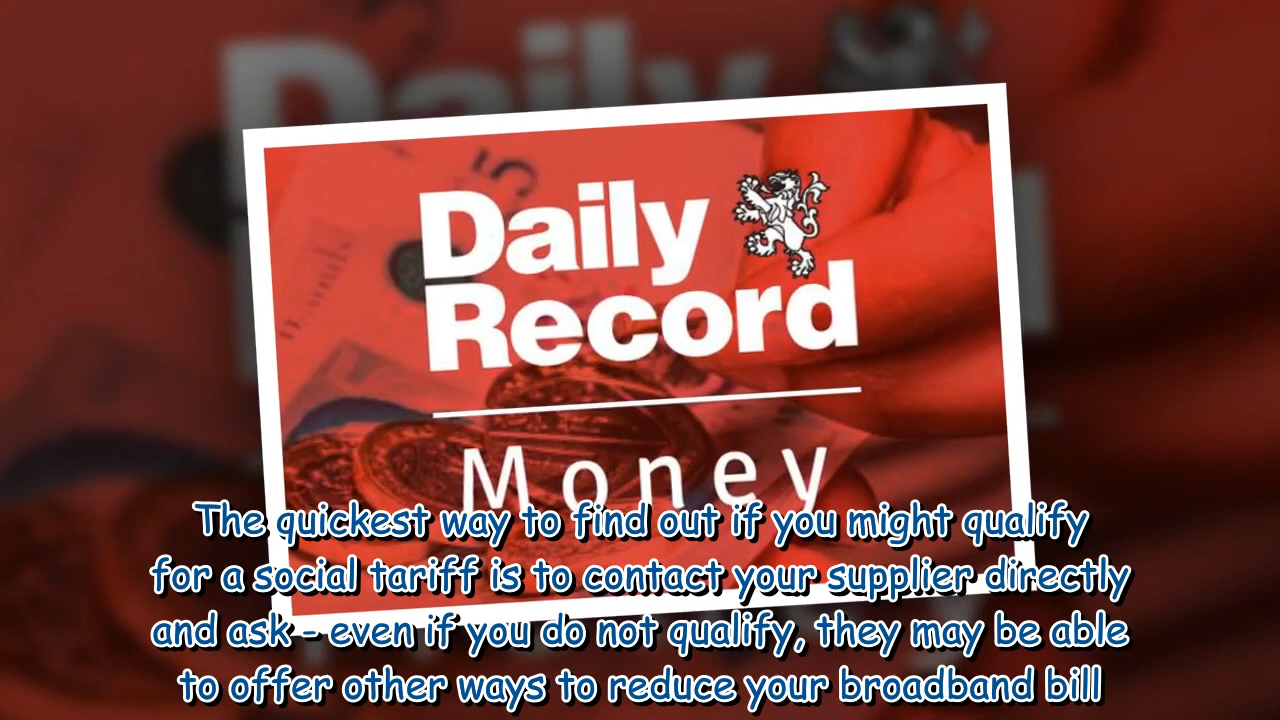 Daily
Record
Money
The quickest way to find out if you might qualify
for a social tariff is to contact your supplier directly
and ask - even if you do not qualify, they may be able
to offer other ways to reduce your broadband bill